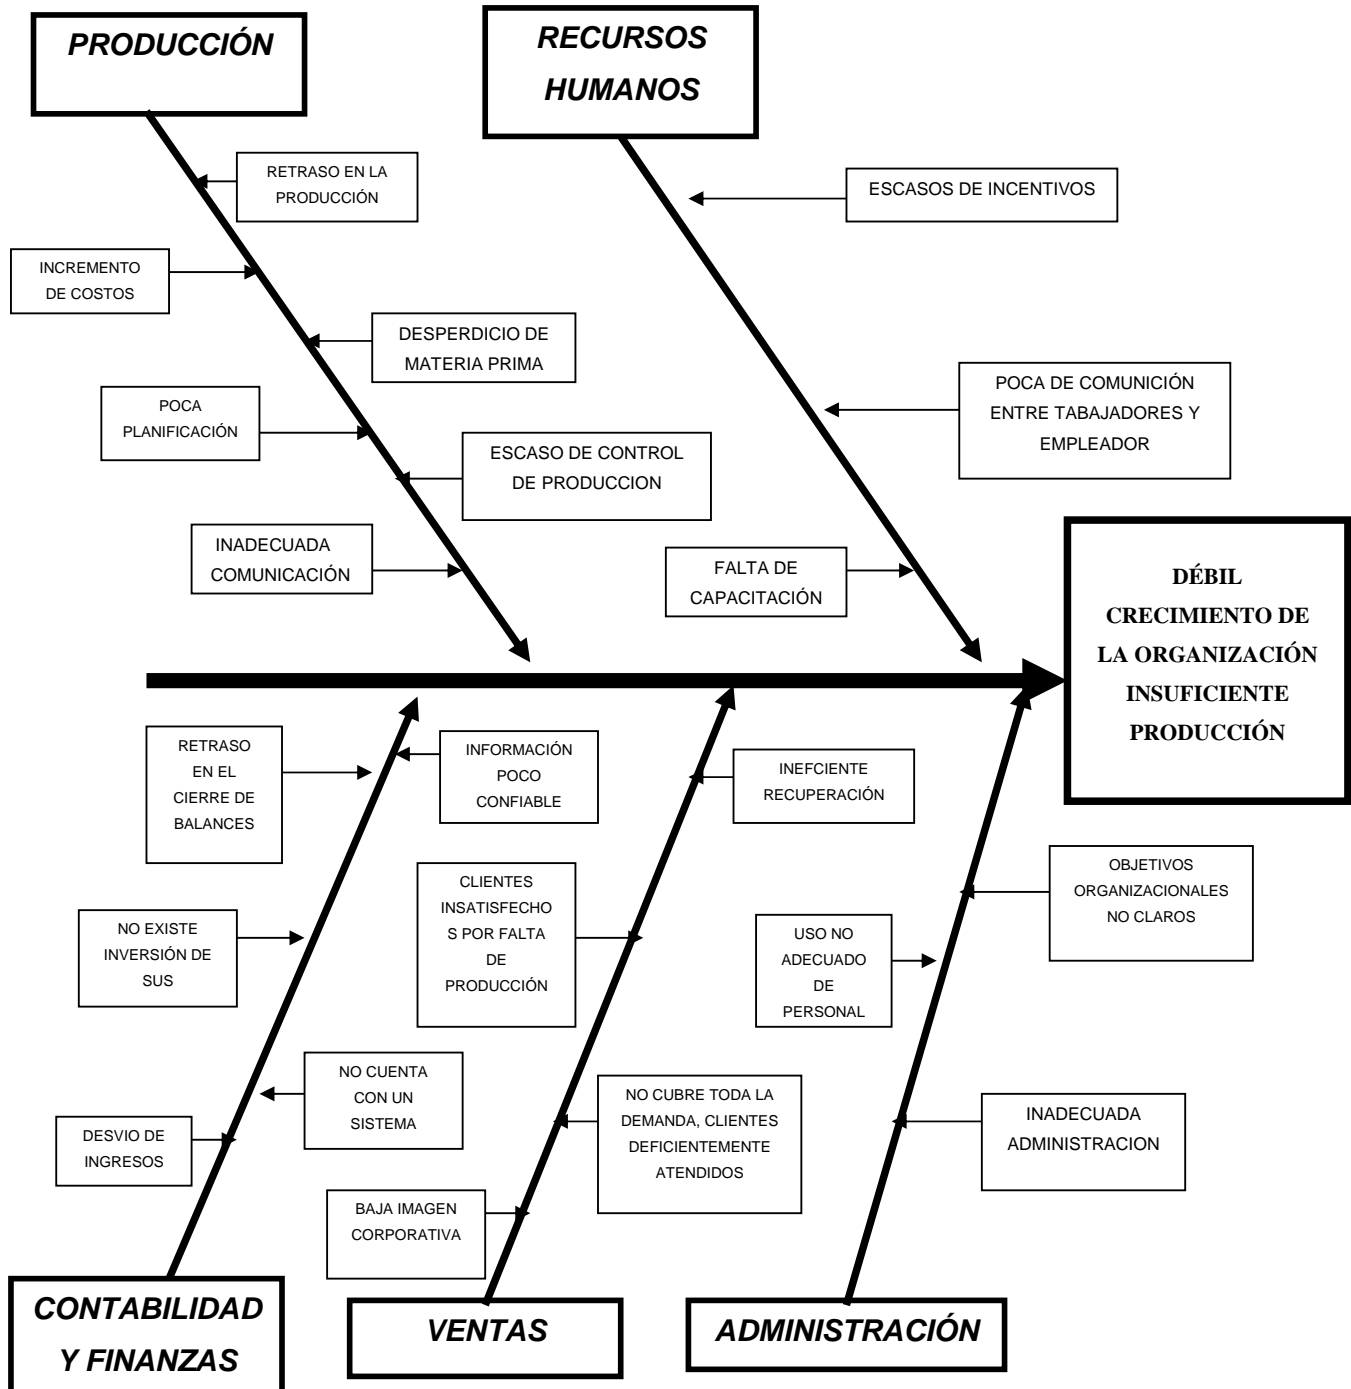 PRODUCCIÓN
RECURSOS
HUMANOS
RETRASO EN LA
PRODUCCIÓN
ESCASOS DE INCENTIVOS
INCREMENTO
DE COSTOS
DESPERDICIO DE
MATERIA PRIMA
POCA
PLANIFICACIÓN
POCA DE COMUNICIÓN
ENTRE TABAJADORES Y
EMPLEADOR
ESCASO DE CONTROL
DE PRODUCCION
INADECUADA
COMUNICACIÓN
FALTA DE
CAPACITACIÓN
DÉBIL
CRECIMIENTO DE
LA ORGANIZACIÓN
INSUFICIENTE
PRODUCCIÓN
RETRASO
EN EL
CIERRE DE
BALANCES
INFORMACIÓN
POCO
CONFIABLE
INEFCIENTE
RECUPERACIÓN
CLIENTES
INSATISFECHO
S POR FALTA
DE
PRODUCCIÓN
OBJETIVOS
ORGANIZACIONALES
NO CLAROS
NO EXISTE
INVERSIÓN DE
SUS
USO NO
ADECUADO
DE
PERSONAL
NO CUENTA
CON UN
SISTEMA
NO CUBRE TODA LA
DEMANDA, CLIENTES
DEFICIENTEMENTE
ATENDIDOS
INADECUADA
ADMINISTRACION
DESVIO DE
INGRESOS
BAJA IMAGEN
CORPORATIVA
CONTABILIDAD
Y FINANZAS
VENTAS
ADMINISTRACIÓN